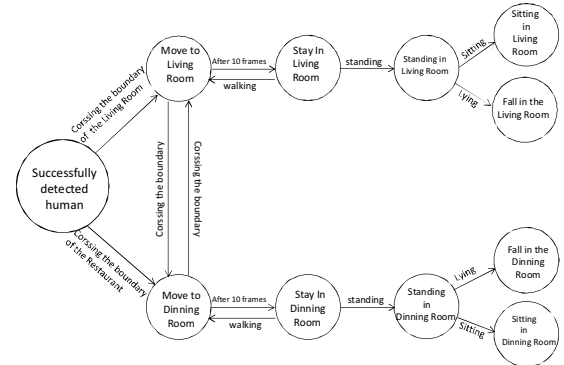 Sitting
in
Living
Room
Move to
Living
Room
After 10 frames
walking
Stay In
Living
Room
standing
Standing in
Living Room
Sitting
Lying
Fall in the
Living Room
Corssing the boundary
of the Living Room
Successfully
detected
human
Corssing the boundary
Corssing the boundary
Corssing the boundary
of the Restaurant
Move to
Dinning
Room
After 10 frames
walking
Stay In
Dinning
Room
standing
Standing
in
Dinning Room
Lying
Sitting
Fall in the
Dinning
Room
Sitting
in
Dinning Room